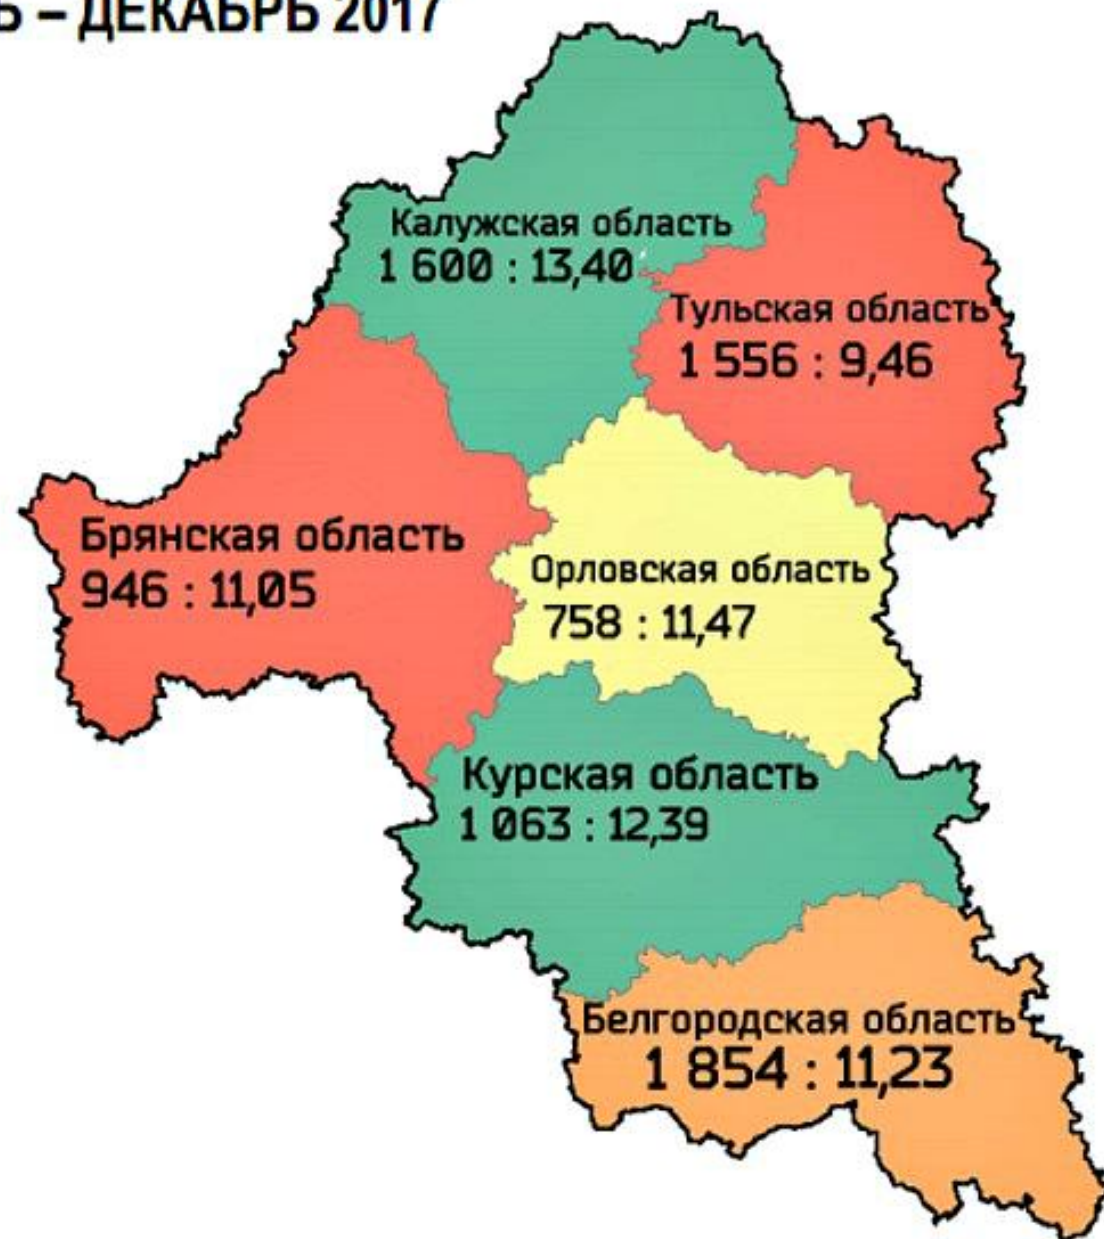 – ДЕКАБРЬ 2017
Калужская область
1 600 : 13,40
Тульская область
1 556 : 9,46
Брянская область
946 : 11,05
Орловская область
758 : 11,47
Курская область
1 063 : 12,39
Белгородская область
1 854 : 11,23